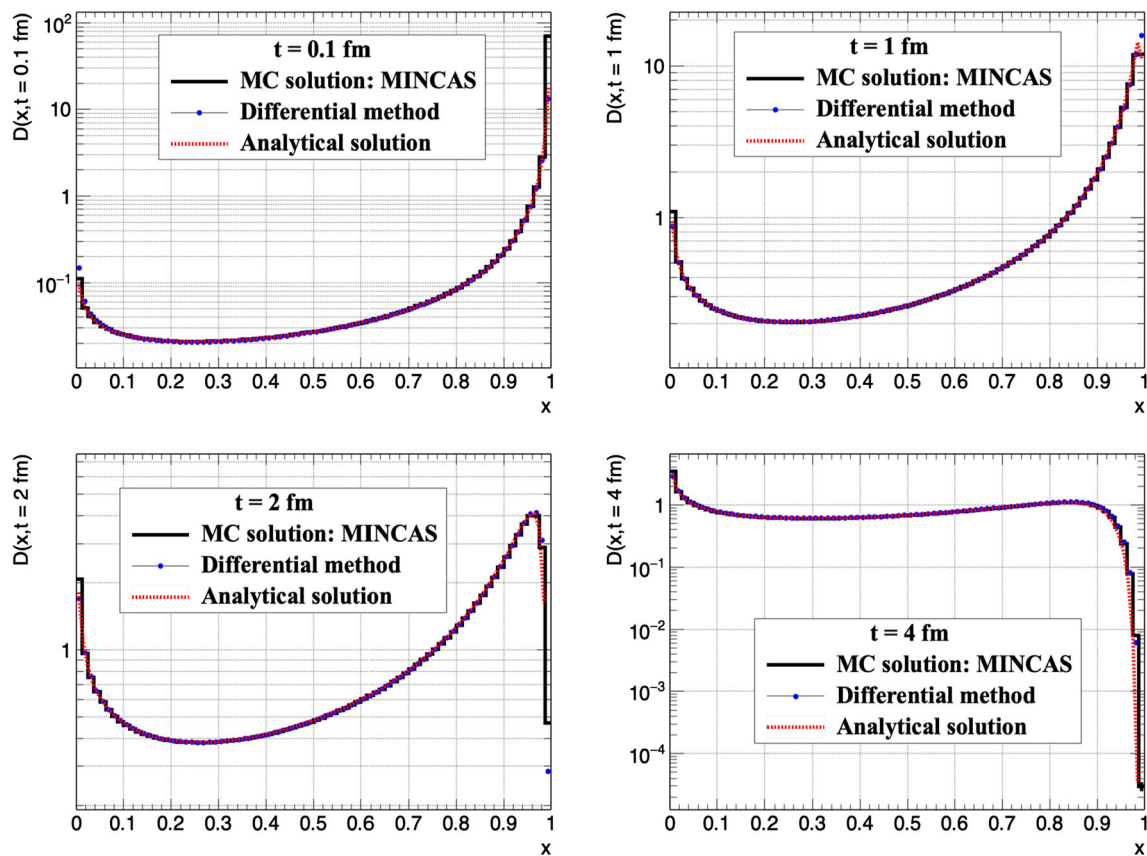 D(x,t = 0.1 fm)
10²
10
1
10⁻¹
t = 0.1 fm
MC solution: MINCAS
Differential method
Analytical solution
0 0.1 0.2 0.3 0.4 0.5 0.6 0.7 0.8 0.9 1
x
D(x,t = 1 fm)
10
1
t = 1 fm
MC solution: MINCAS
Differential method
Analytical solution
0 0.1 0.2 0.3 0.4 0.5 0.6 0.7 0.8 0.9 1
x
D(x,t = 2 fm)
1
t = 2 fm
MC solution: MINCAS
Differential method
Analytical solution
0 0.1 0.2 0.3 0.4 0.5 0.6 0.7 0.8 0.9 1
x
D(x,t = 4 fm)
1
10⁻¹
10⁻²
10⁻³
10⁻⁴
t = 4 fm
MC solution: MINCAS
Differential method
Analytical solution
0 0.1 0.2 0.3 0.4 0.5 0.6 0.7 0.8 0.9 1
x